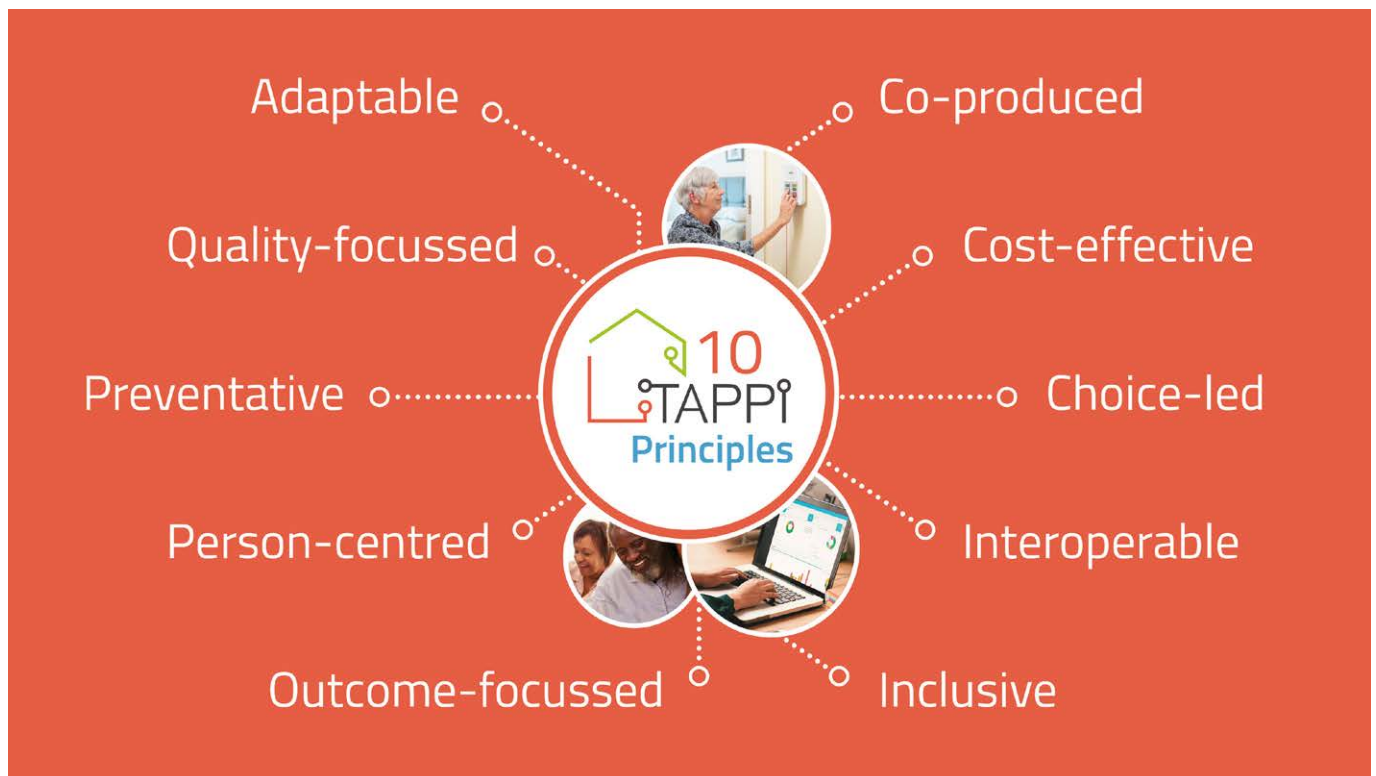 Adaptable
Co-produced
Quality-focussed
Cost-effective
10
TAPPi
Principles
Preventative
Choice-led
Person-centred
Interoperable
Outcome-focussed
Inclusive